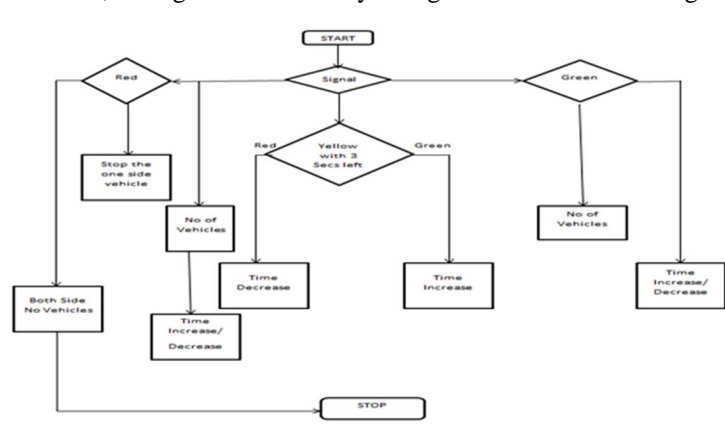 START
Red
Signal
Green
Red
Yellow
with 3
Secs left
Green
Stop the
one side
vehicle
No of
Vehicles
No of
Vehicles
Time
Decrease
Time
Increase
Time
Increase/
Decrease
Both Side
No Vehicles
Time
Increase/
Decrease
STOP